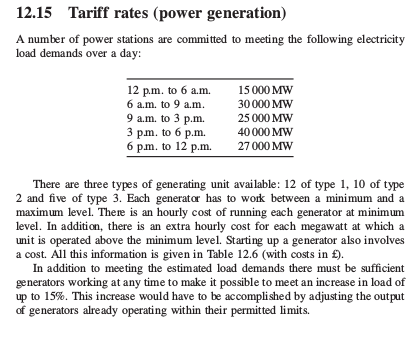 12.15 Tariff rates (power generation)
A number of power stations are committed to meeting the following electricity
load demands over a day:
12 p.m. to 6 a.m. 15 000 MW
6 a.m. to 9 a.m. 30 000 MW
9 a.m. to 3 p.m. 25 000 MW
3 p.m. to 6 p.m. 40 000 MW
6 p.m. to 12 p.m. 27 000 MW
There are three types of generating unit available: 12 of type 1, 10 of type
2 and five of type 3. Each generator has to work between a minimum and a
maximum level. There is an hourly cost of running each generator at minimum
level. In addition, there is an extra hourly cost for each megawatt at which a
unit is operated above the minimum level. Starting up a generator also involves
a cost. All this information is given in Table 12.6 (with costs in £).
In addition to meeting the estimated load demands there must be sufficient
generators working at any time to make it possible to meet an increase in load of
up to 15%. This increase would have to be accomplished by adjusting the output
of generators already operating within their permitted limits.